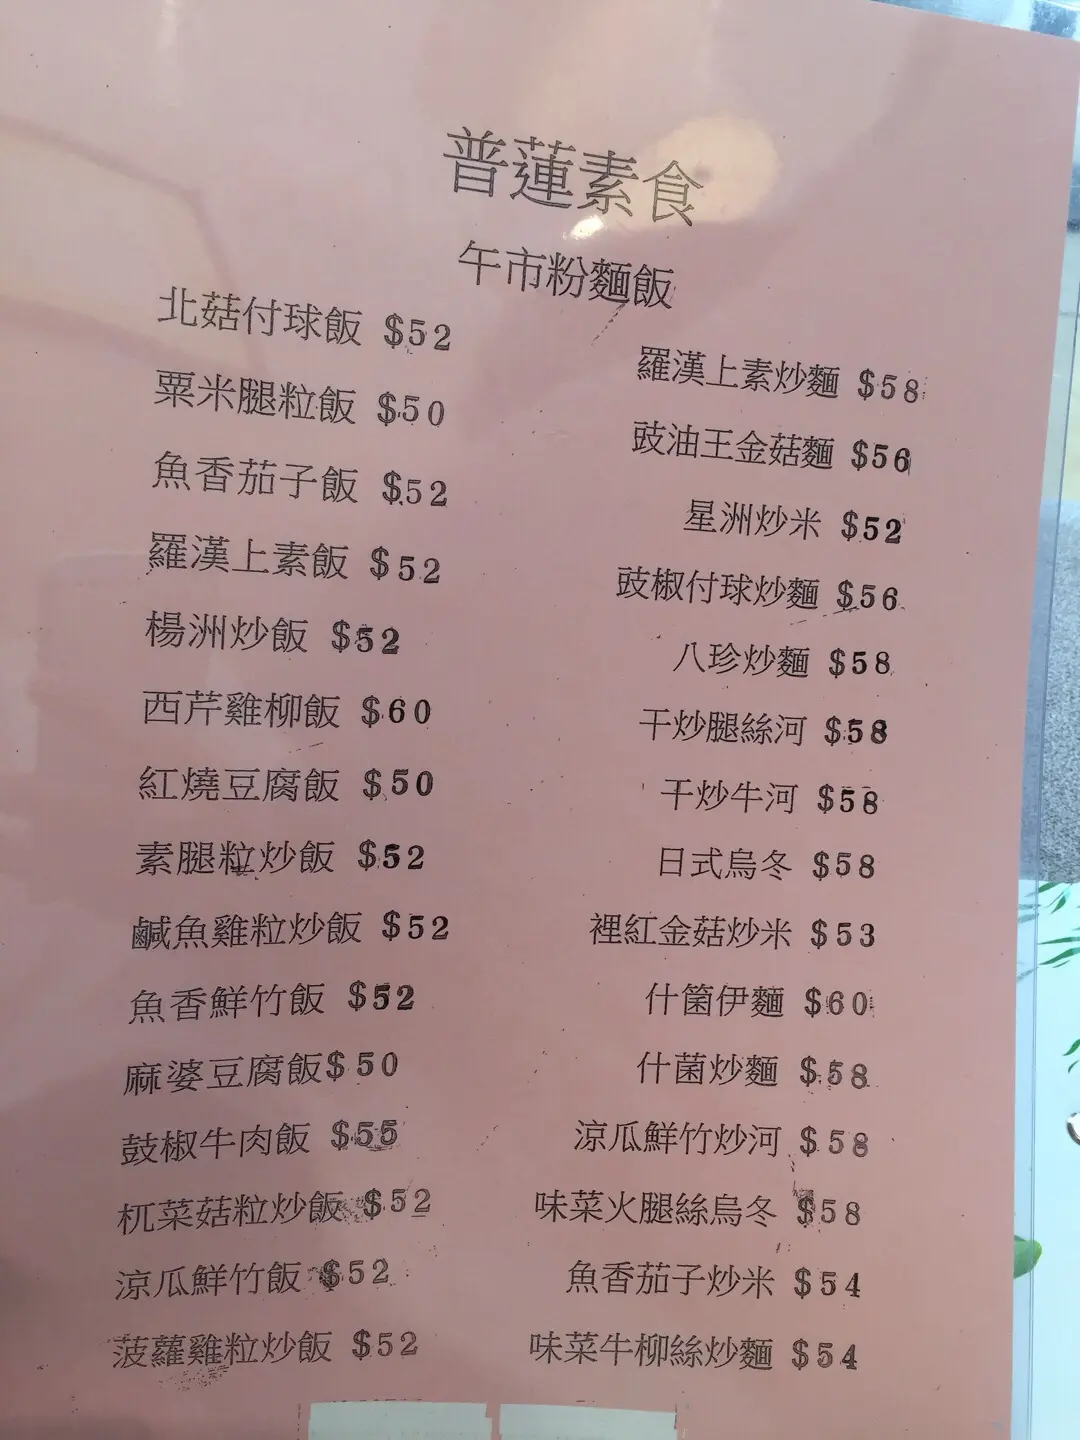 普蓮素食
午市粉麵飯
北菇付球飯 $52
粟米腿粒飯 $50
魚香茄子飯 $52
羅漢上素飯 $52
楊洲炒飯 $52
西芹雞柳飯 $60
紅燒豆腐飯 $50
素腿粒炒飯 $52
鹹魚雞粒炒飯 $52
魚香鮮竹飯 $52
麻婆豆腐飯$50
鼓椒牛肉飯 $55
杌菜菇粒炒飯 $52
涼瓜鮮竹飯 $52
菠蘿雞粒炒飯 $52
羅漢上素炒麵 $58
豉油王金菇麵 $56
星洲炒米 $52
豉椒付球炒麵 $56
八珍炒麵 $58
干炒腿絲河 $58
干炒牛河 $58
日式烏冬 $58
裡紅金菇炒米 $53
什箘伊麵 $60
什菌炒麵 $58
涼瓜鮮竹炒河 $58
味菜火腿絲烏冬 $58
魚香茄子炒米 $54
味菜牛柳絲炒麵 $54